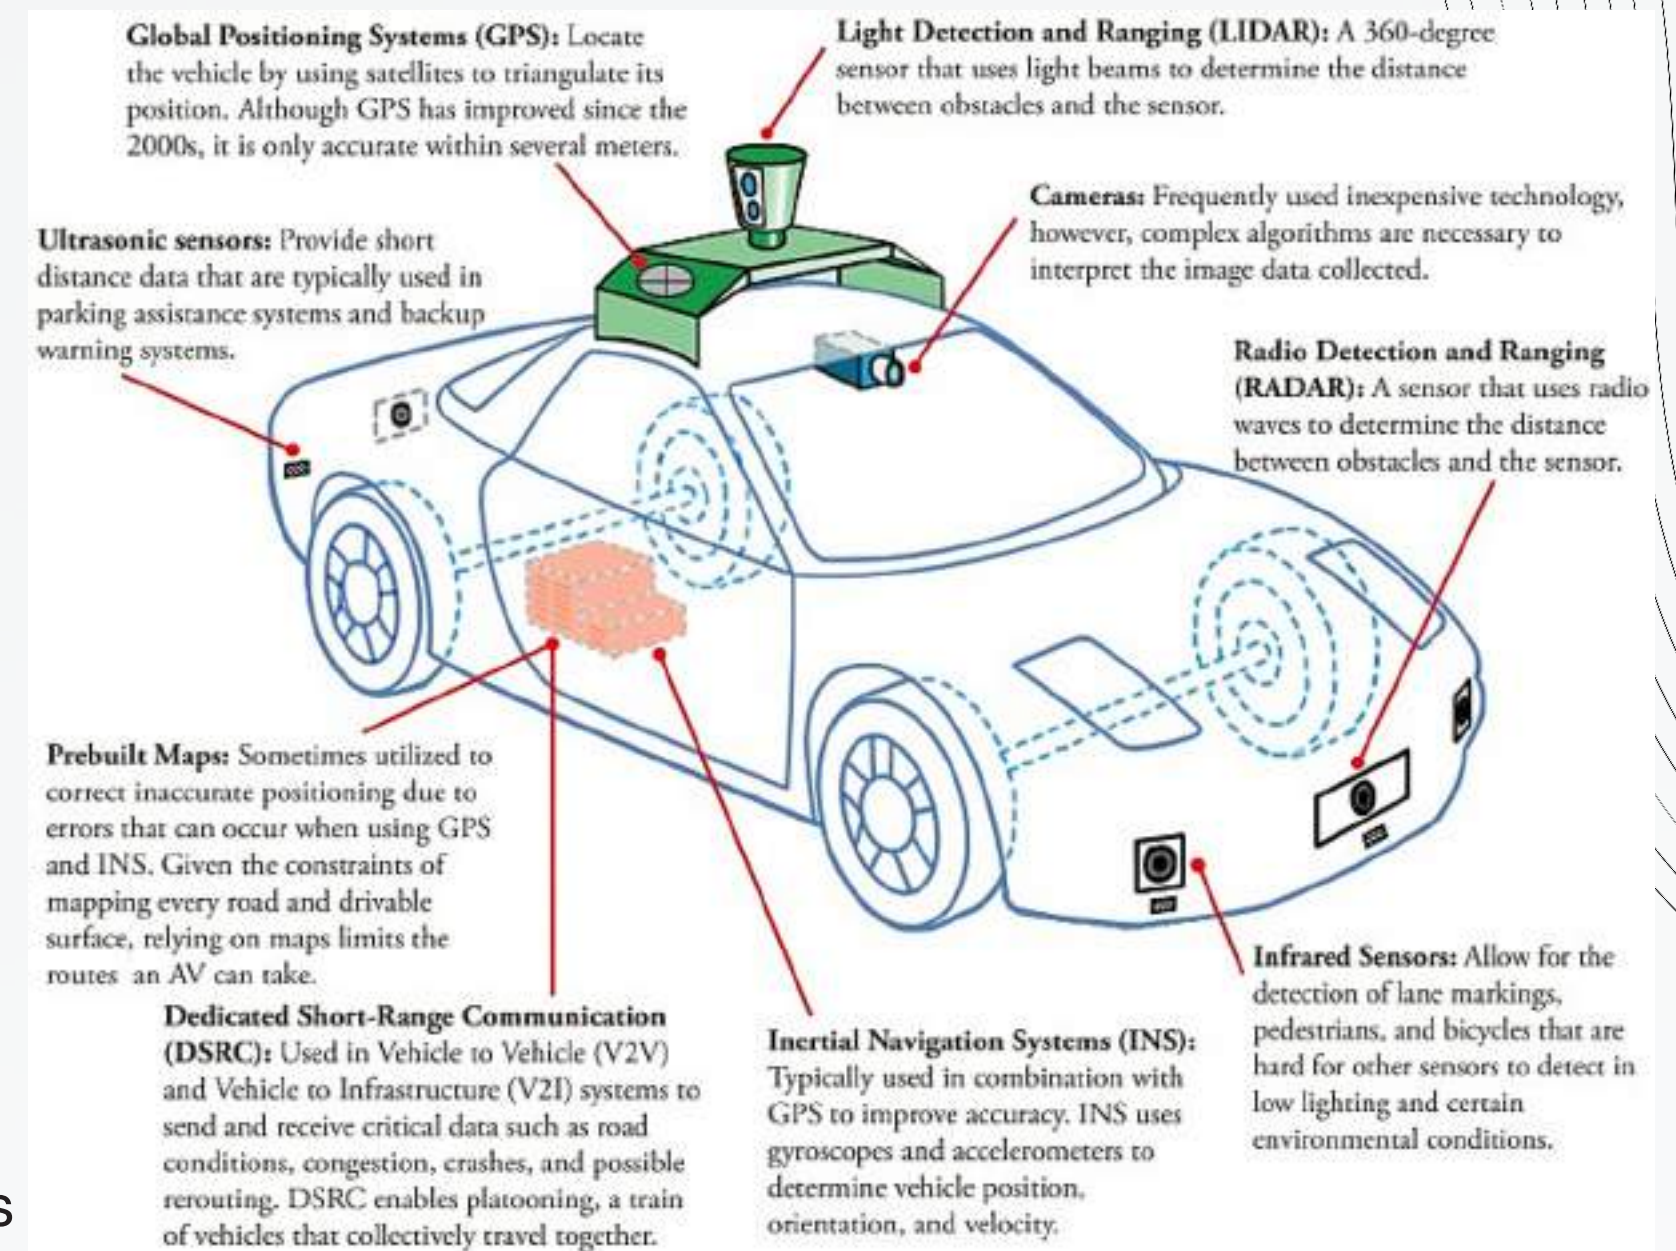 Global Positioning Systems (GPS): Locate
the vehicle by using satellites to triangulate its
position. Although GPS has improved since the
2000s, it is only accurate within several meters.
Light Detection and Ranging (LIDAR): A 360-degree
sensor that uses light beams to determine the distance
between obstacles and the sensor.
Cameras: Frequently used inexpensive technology,
however, complex algorithms are necessary to
interpret the image data collected.
Ultrasonic sensors: Provide short
distance data that are typically used in
parking assistance systems and backup
warning systems.
Radio Detection and Ranging
(RADAR): A sensor that uses radio
waves to determine the distance
between obstacles and the sensor.
Prebuilt Maps: Sometimes utilized to
correct inaccurate positioning due to
errors that can occur when using GPS
and INS. Given the constraints of
mapping every road and drivable
surface, relying on maps limits the
routes an AV can take.
Dedicated Short-Range Communication
(DSRC): Used in Vehicle to Vehicle (V2V)
and Vehicle to Infrastructure (V2I) systems to
send and receive critical data such as road
conditions, congestion, crashes, and possible
rerouting. DSRC enables platooning, a train
of vehicles that collectively travel together.
Inertial Navigation Systems (INS):
Typically used in combination with
GPS to improve accuracy. INS uses
gyroscopes and accelerometers to
determine vehicle position,
orientation, and velocity.
Infrared Sensors: Allow for the
detection of lane markings,
pedestrians, and bicycles that are
hard for other sensors to detect in
low lighting and certain
environmental conditions.
s